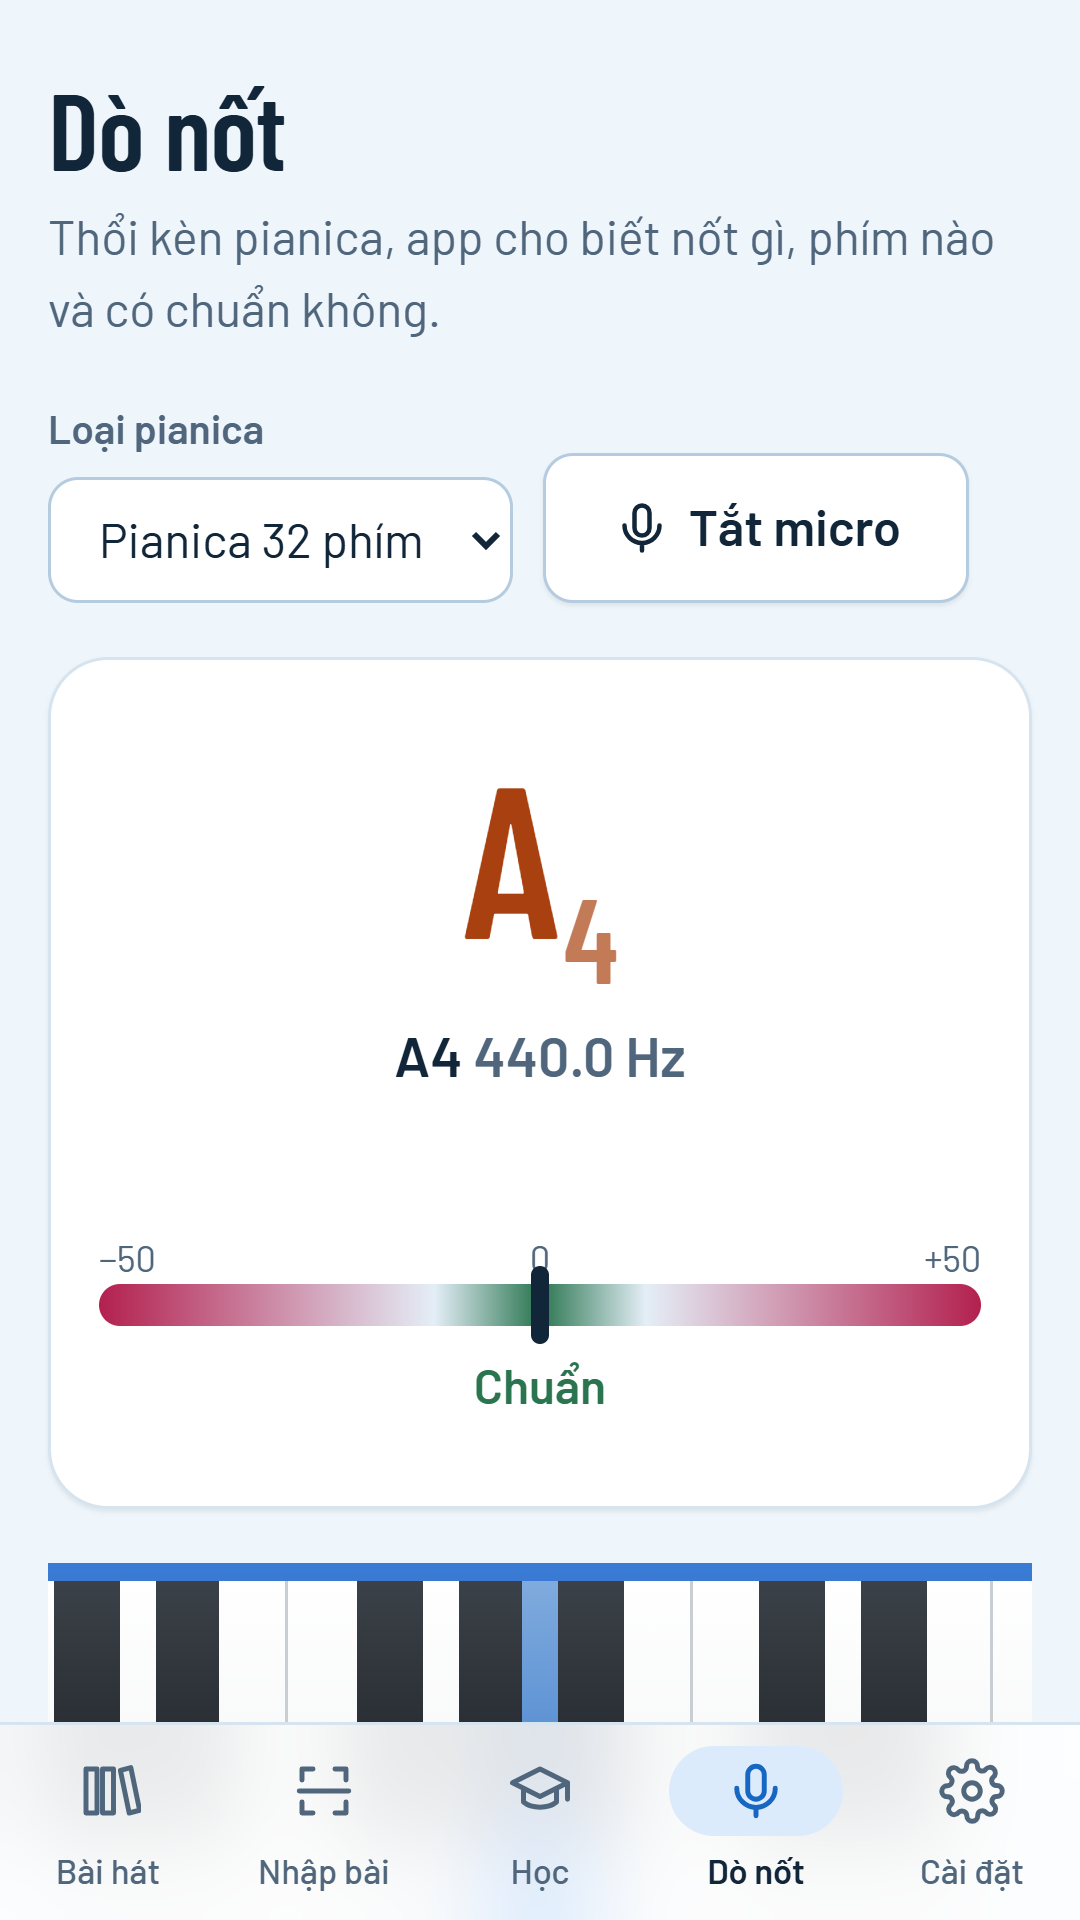 Dò nốt
Thổi kèn pianica, app cho biết nốt gì, phím nào
và có chuẩn không.
Loại pianica
Pianica 32 phím
Tắt micro
A4
A4 440.0 Hz
−50 0 +50
Chuẩn
Bài hát Nhập bài Học Dò nốt Cài đặt